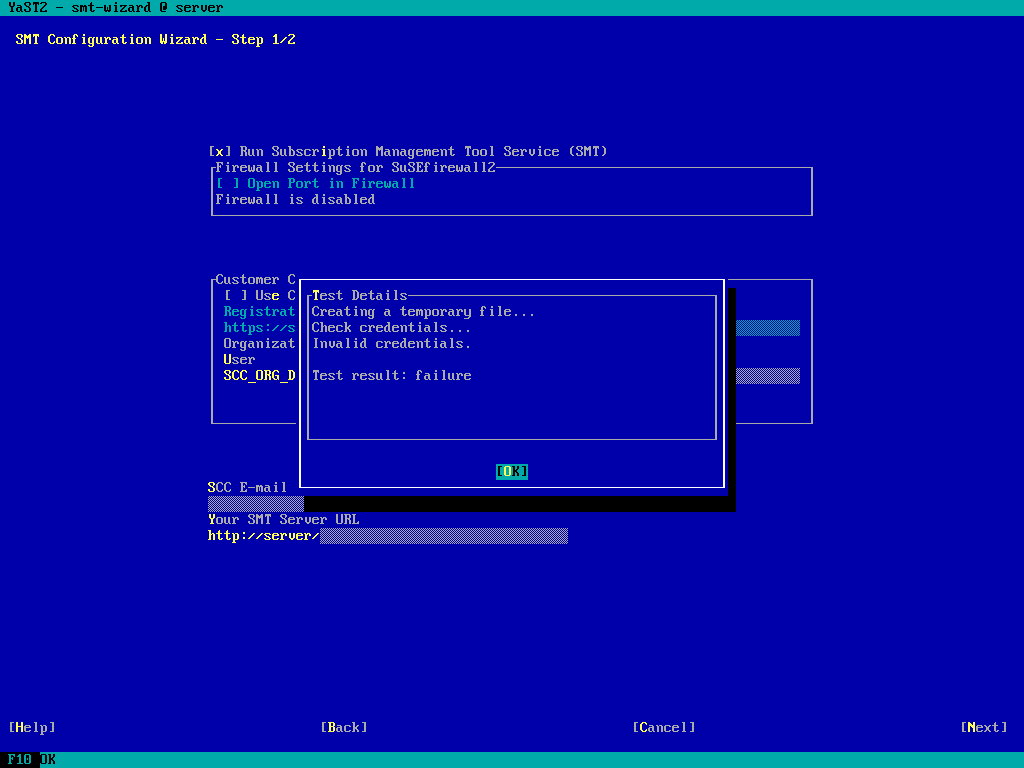 YaST2 - smt-wizard @ server
SMT Configuration Wizard - Step 1/2
[x] Run Subscription Management Tool Service (SMT)
Firewall Settings for SuSEfirewall2
[ ] Open Port in Firewall
Firewall is disabled
Customer C
[ ] Use C
Registrat
https://s
Organizat
User
SCC_ORG_D
Test Details
Creating a temporary file...
Check credentials...
Invalid credentials.
Test result: failure
[OK]
SCC E-mail
Your SMT Server URL
http://server/
[Help] [Back] [Cancel] [Next]
F10 OK